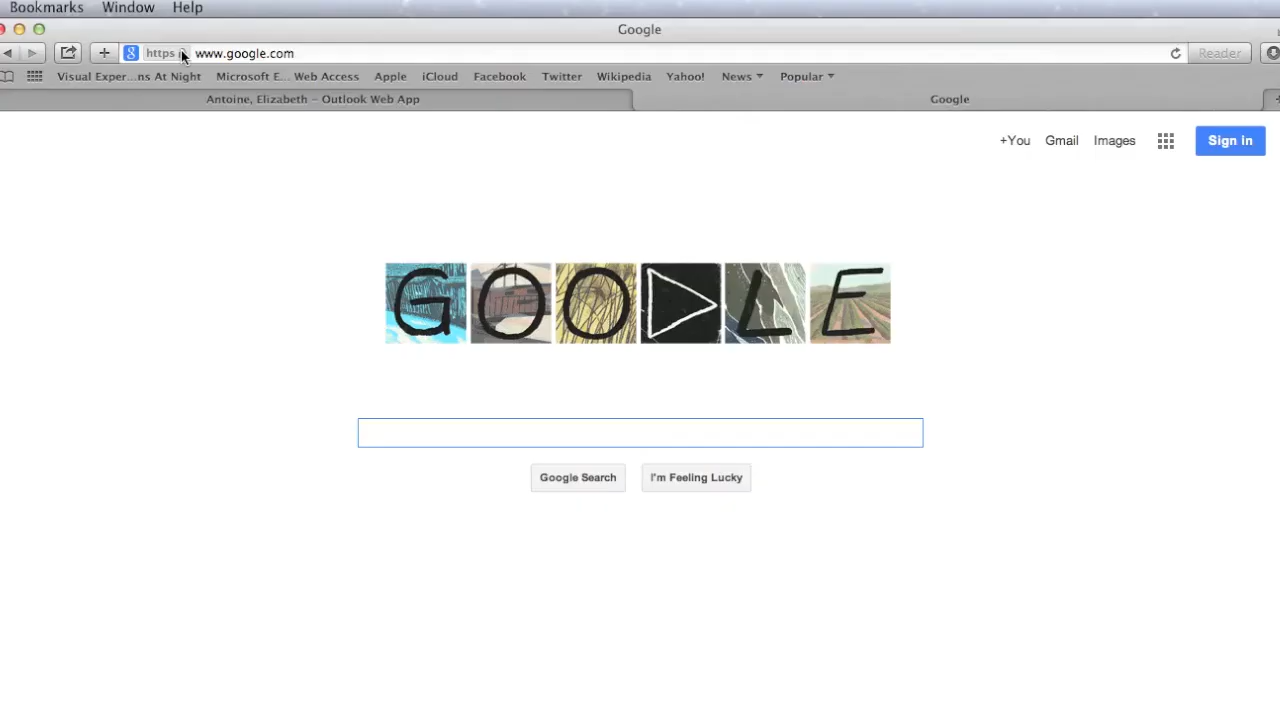 Bookmarks Window Help
Google
https www.google.com Reader
Visual Exper...ns At Night Microsoft E... Web Access Apple iCloud Facebook Twitter Wikipedia Yahoo! News Popular
Antoine, Elizabeth – Outlook Web App Google
+You Gmail Images Sign in
GOO▷LE
Google Search I'm Feeling Lucky